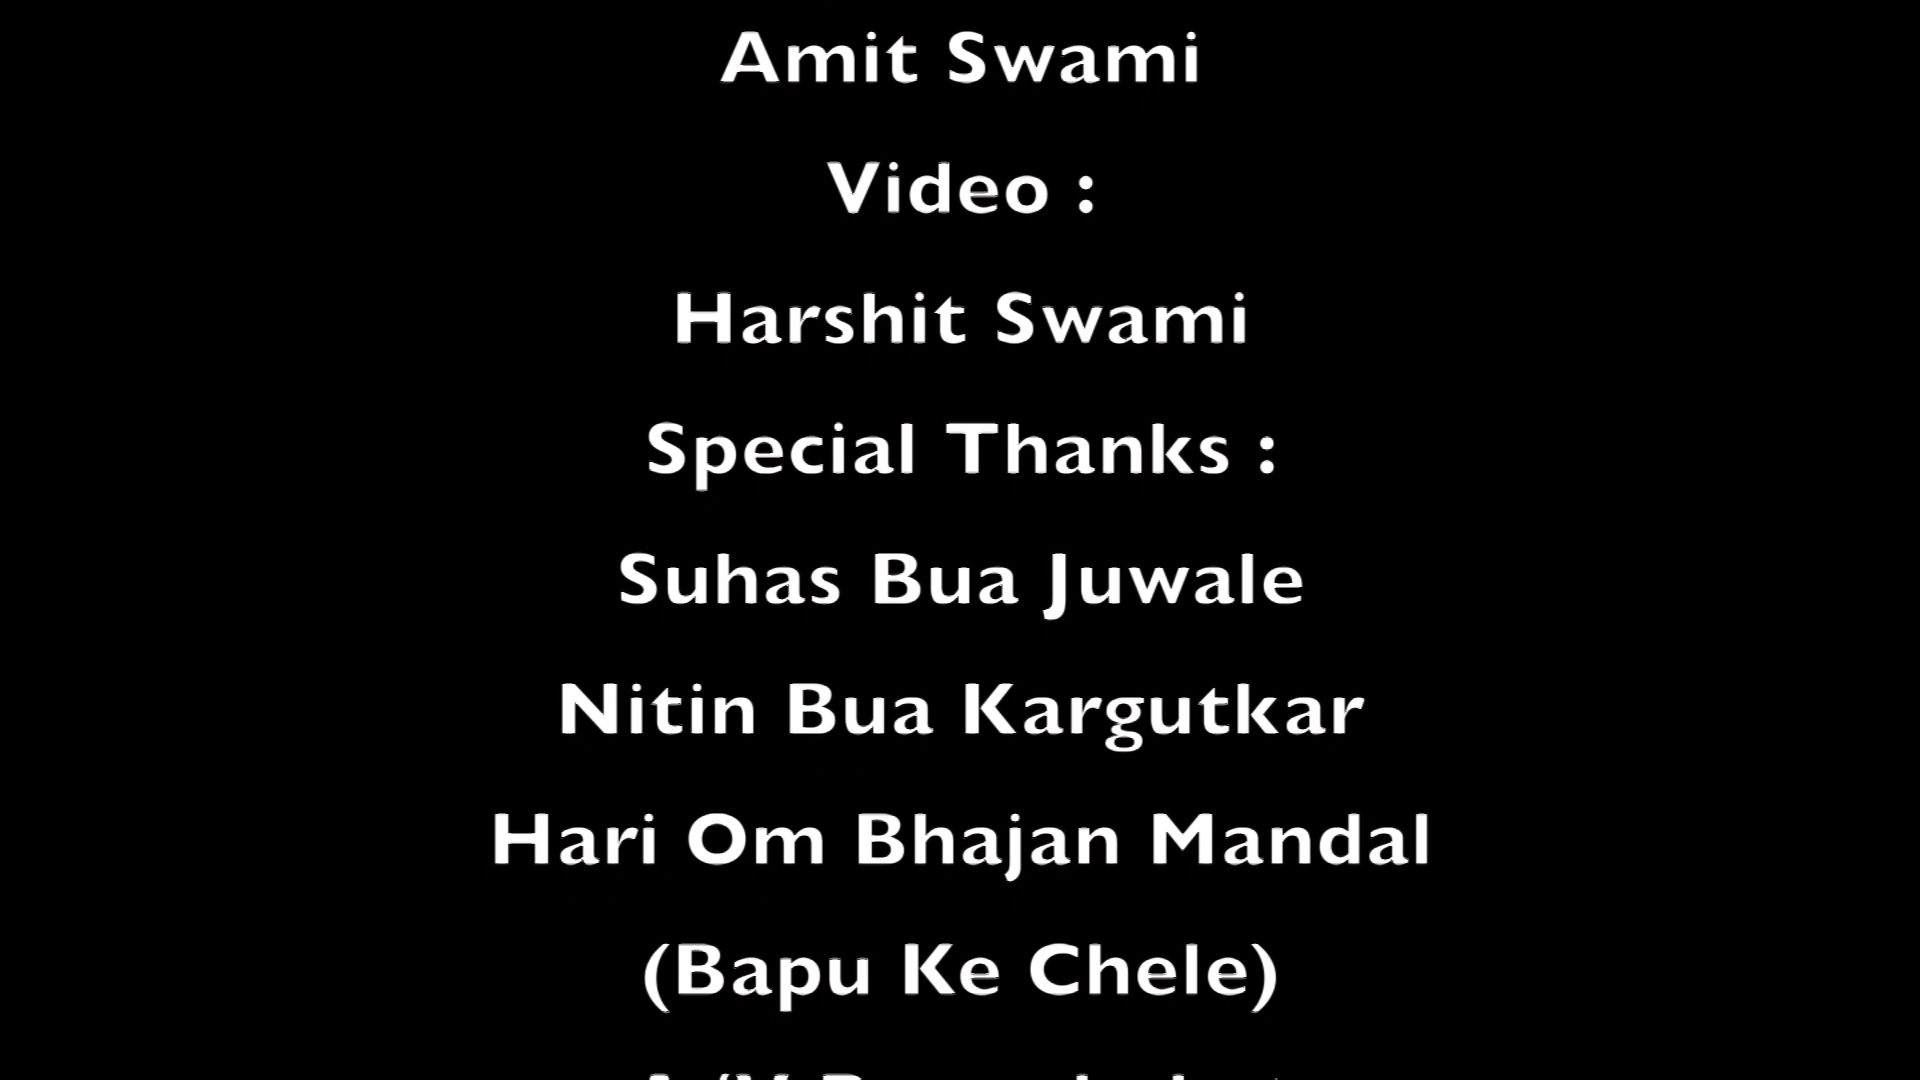 Amit Swami
Video :
Harshit Swami
Special Thanks :
Suhas Bua Juwale
Nitin Bua Kargutkar
Hari Om Bhajan Mandal
(Bapu Ke Chele)